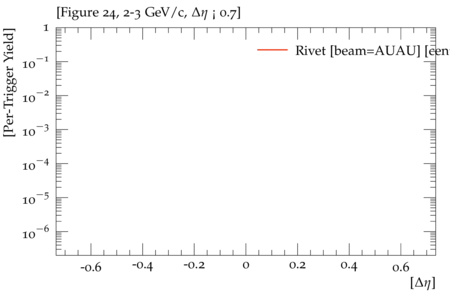 [Figure 24, 2-3 GeV/c, Δη ¡ 0.7]
[Per-Trigger Yield]
1
10⁻¹
10⁻²
10⁻³
10⁻⁴
10⁻⁵
10⁻⁶
Rivet [beam=AUAU] [cen
-0.6 -0.4 -0.2 0 0.2 0.4 0.6
[Δη]